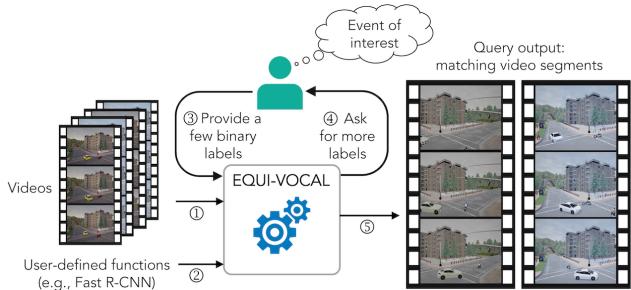 Event of
interest
Query output:
matching video segments
③ Provide a
few binary
labels
④ Ask
for more
labels
EQUI-VOCAL
Videos
①
⑤
②
User-defined functions
(e.g., Fast R-CNN)